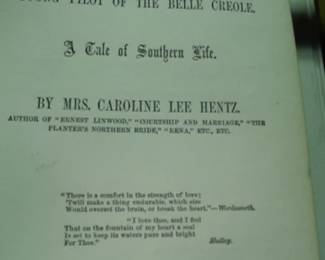 PILOT OF THE BELLE CREOLE.
A Tale of Southern Life.
BY MRS. CAROLINE LEE HENTZ.
AUTHOR OF "ERNEST LINWOOD," "COURTSHIP AND MARRIAGE," "THE
PLANTER'S NORTHERN BRIDE," "RENA," ETC., ETC.
"There is a comfort in the strength of love;
'Twill make a thing endurable, which else
Would overset the brain, or break the heart."—Wordsworth.
"I love thee, and I feel
That on the fountain of my heart a seal
Is set to keep its waters pure and bright
For Thee."
Shelley.